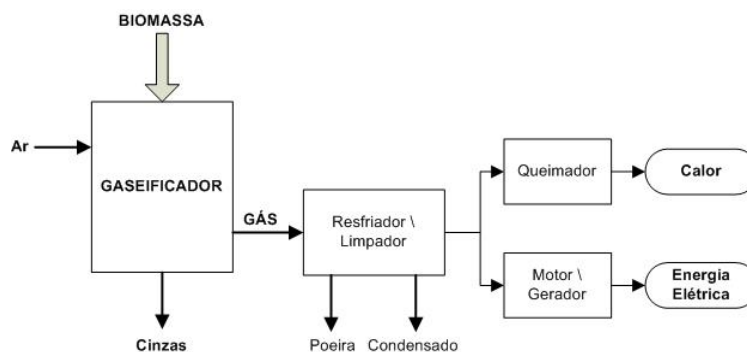 BIOMASSA
Ar
GASEIFICADOR
GÁS
Cinzas
Resfriador \
Limpador
Poeira
Condensado
Queimador
Calor
Motor \
Gerador
Energia
Elétrica